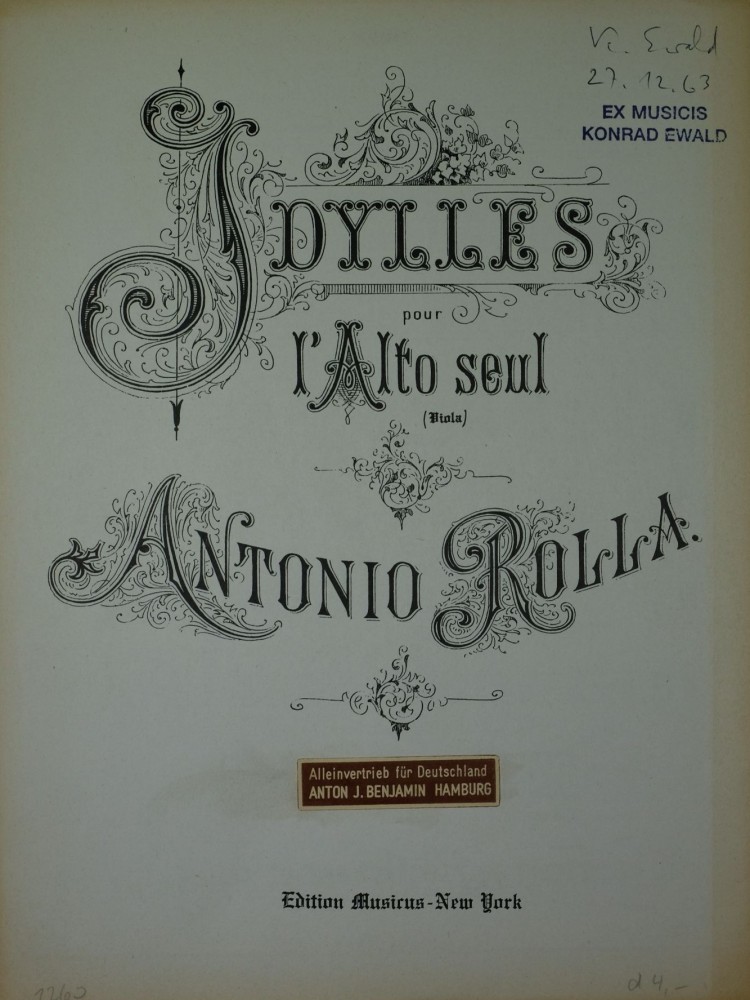 Ewald
27.12.63
EX MUSICIS
KONRAD EWALD
IDYLLES
pour
l'Alto seul
(Viola)
ANTONIO ROLLA.
Alleinvertrieb für Deutschland
ANTON J. BENJAMIN HAMBURG
Edition Musicus-New York
d 4,-